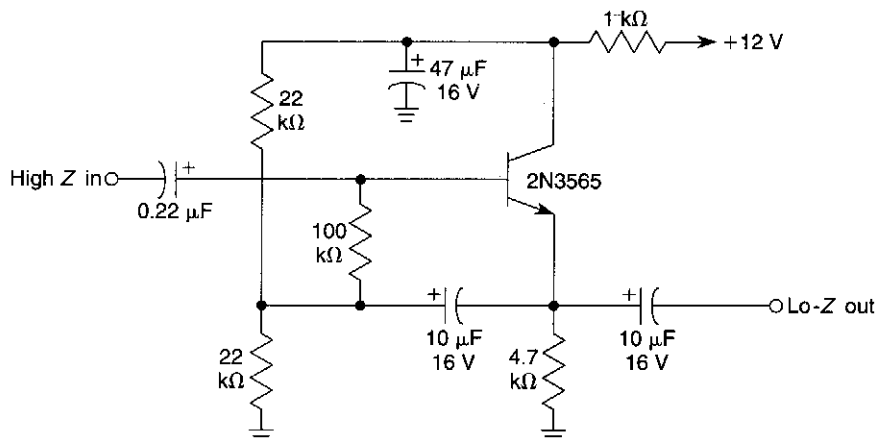 1 kΩ
+12 V
+ 47 μF
16 V
22
kΩ
High Z in
+
0.22 μF
2N3565
100
kΩ
+
10 μF
16 V
+
10 μF
16 V
Lo-Z out
22
kΩ
4.7
kΩ